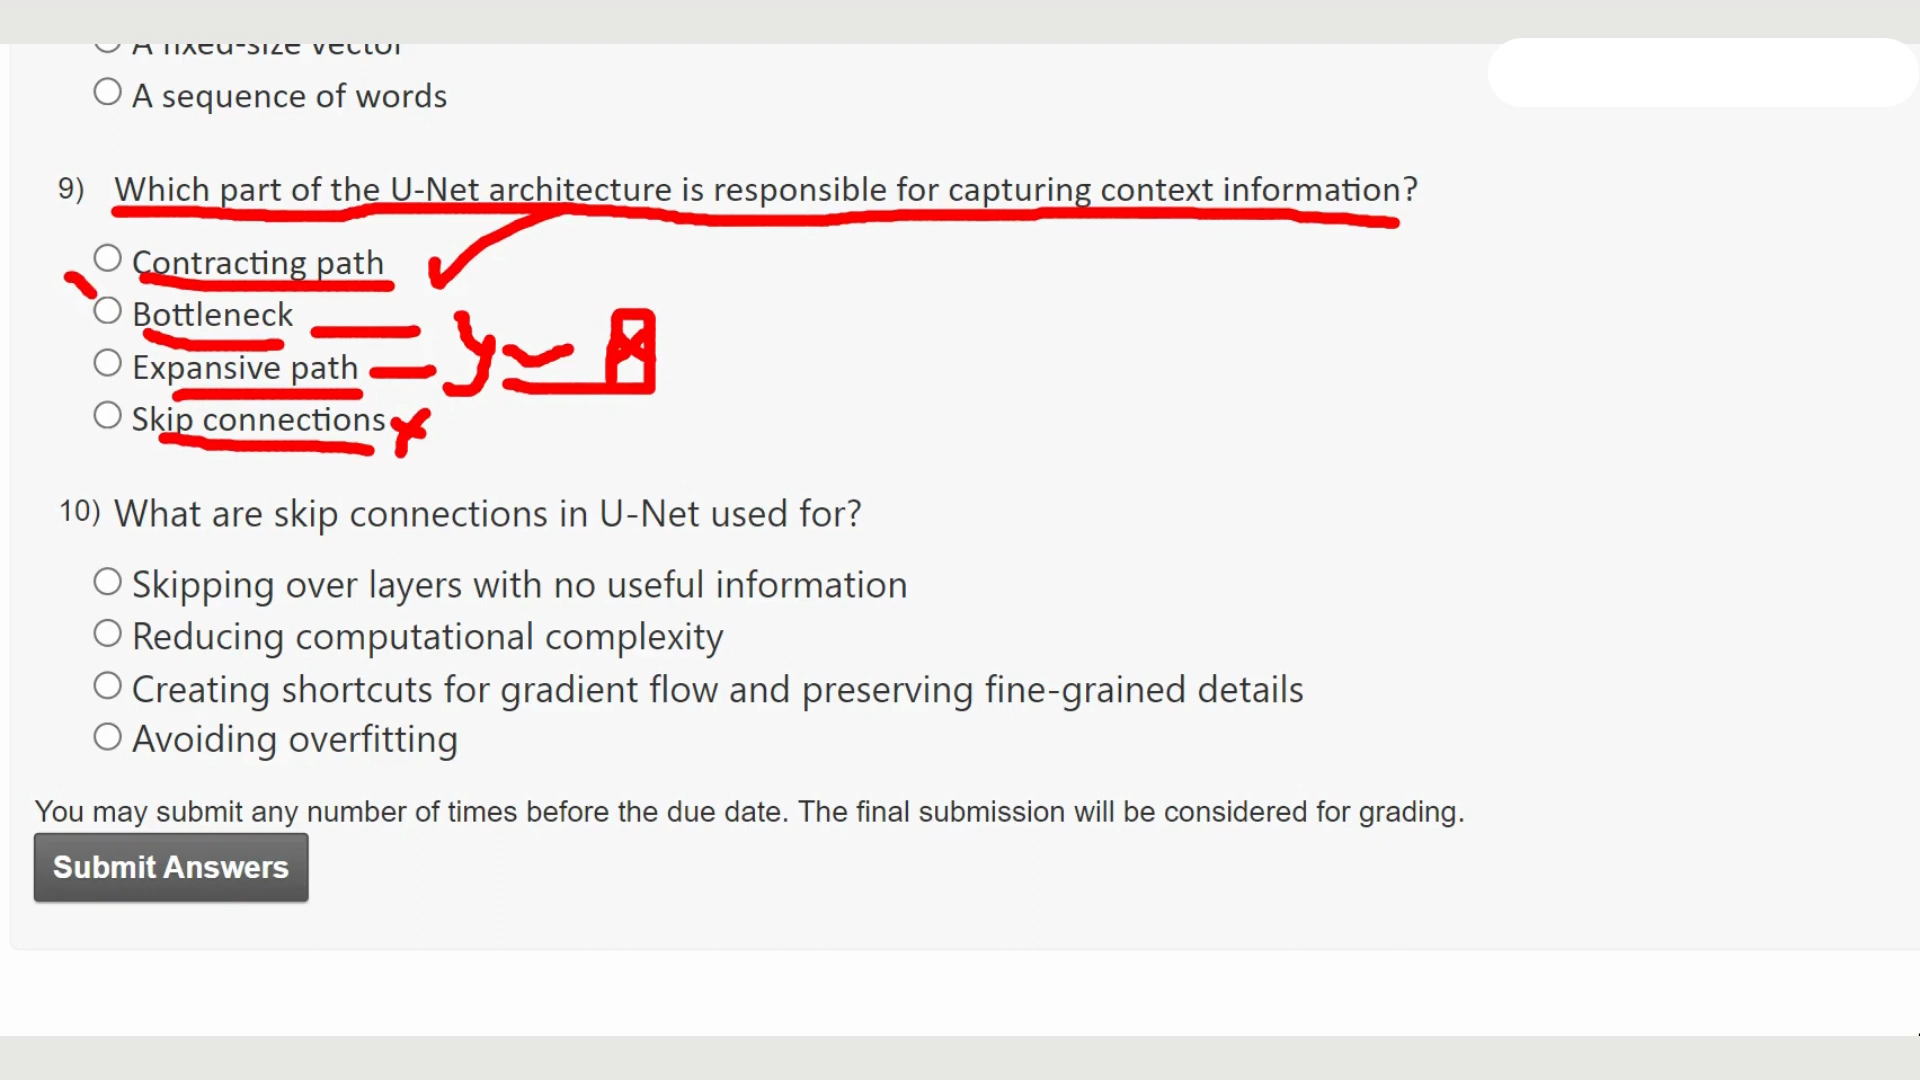 A fixed-size vector
A sequence of words
9) Which part of the U-Net architecture is responsible for capturing context information?
Contracting path
Bottleneck
Expansive path
Skip connections
10) What are skip connections in U-Net used for?
Skipping over layers with no useful information
Reducing computational complexity
Creating shortcuts for gradient flow and preserving fine-grained details
Avoiding overfitting
You may submit any number of times before the due date. The final submission will be considered for grading.
Submit Answers